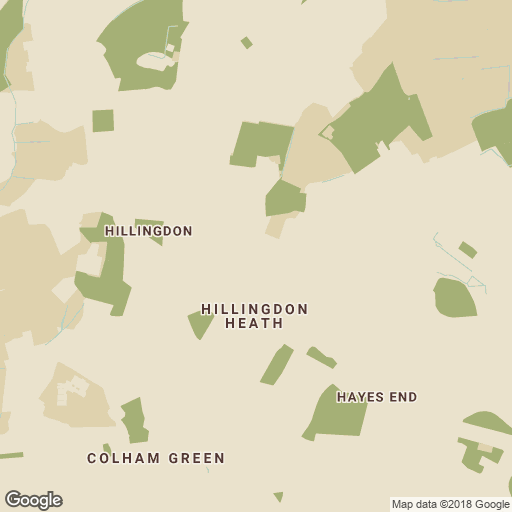 HILLINGDON
HILLINGDON
HEATH
HAYES END
COLHAM GREEN
Google
Map data ©2018 Google